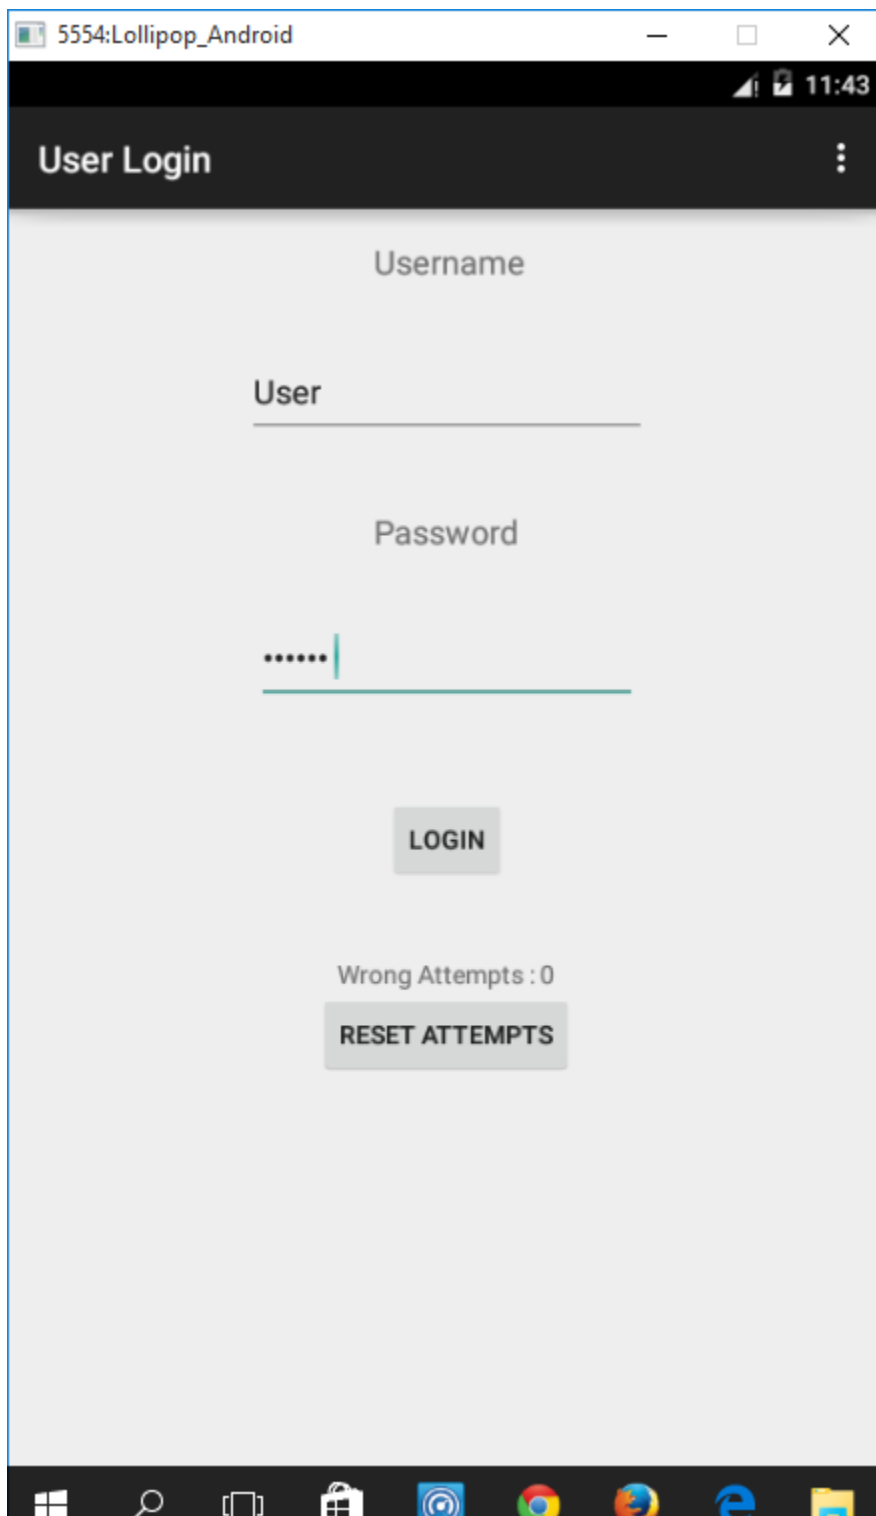 5554:Lollipop_Android
11:43
User Login
Username
User
Password
••••••
LOGIN
Wrong Attempts : 0
RESET ATTEMPTS